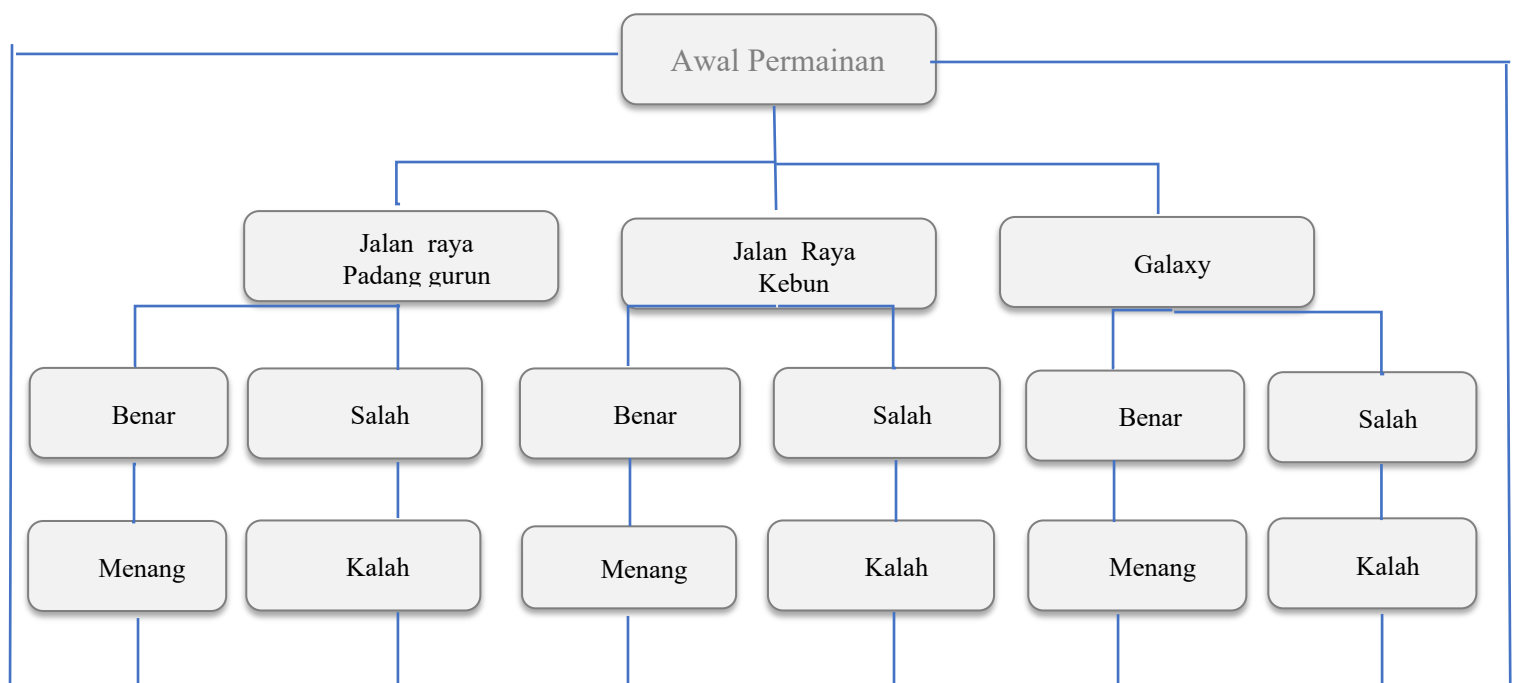 Awal Permainan
Jalan raya
Padang gurun
Jalan Raya
Kebun
Galaxy
Benar
Salah
Benar
Salah
Benar
Salah
Menang
Kalah
Menang
Kalah
Menang
Kalah